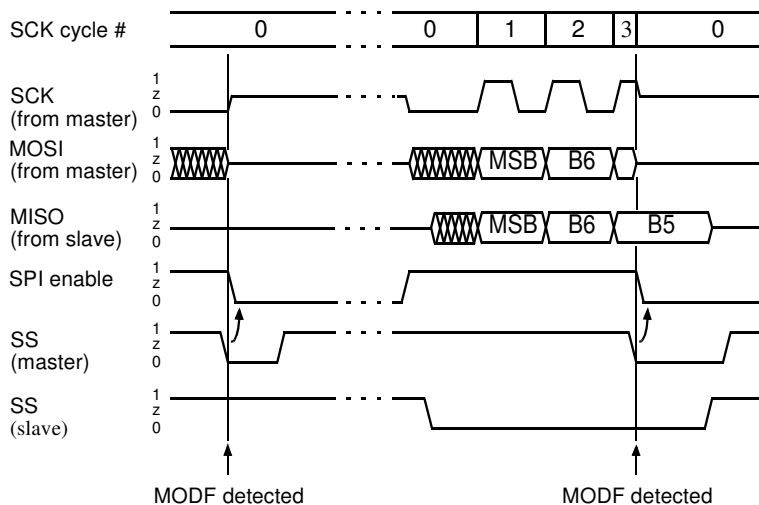 SCK cycle # 0 0 1 2 3 0
SCK
(from master)
1
z
0
MOSI
(from master)
1
z
0
MSB B6
MISO
(from slave)
1
z
0
MSB B6 B5
SPI enable
1
z
0
SS
(master)
1
z
0
SS
(slave)
1
z
0
MODF detected MODF detected